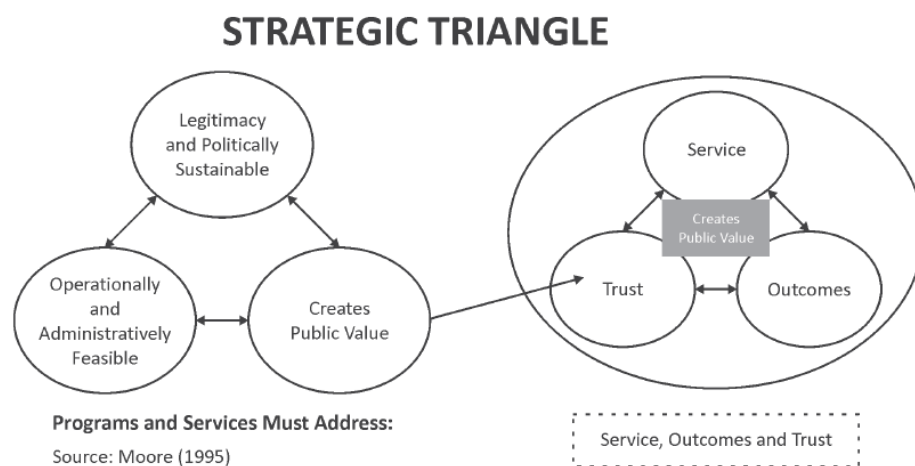 STRATEGIC TRIANGLE
Legitimacy
and Politically
Sustainable
Operationally
and
Administratively
Feasible
Creates
Public Value
Service
Creates
Public Value
Trust
Outcomes
Programs and Services Must Address:
Source: Moore (1995)
Service, Outcomes and Trust